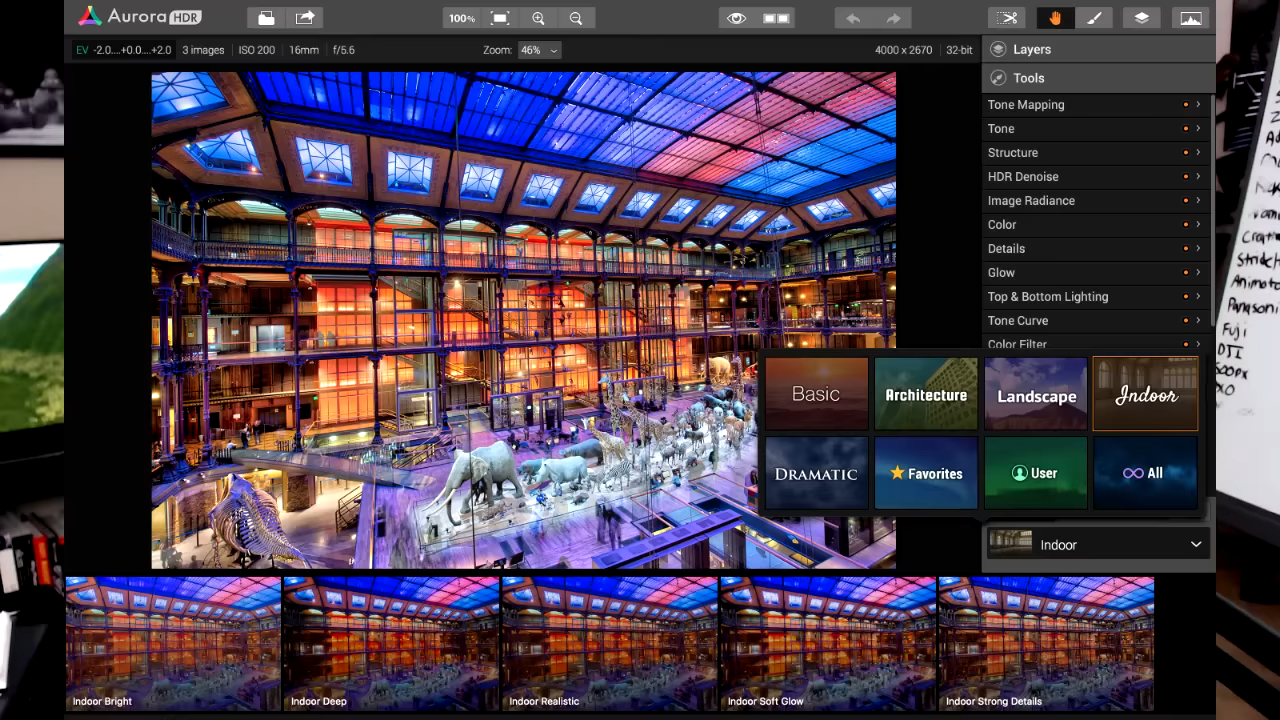 Aurora HDR
100%
EV -2.0....+0.0....+2.0 3 images ISO 200 16mm f/5.6 Zoom: 46% 4000 x 2670 32-bit
Layers
Tools
Tone Mapping
Tone
Structure
HDR Denoise
Image Radiance
Color
Details
Glow
Top & Bottom Lighting
Tone Curve
Color Filter
Basic Architecture Landscape Indoor
DRAMATIC Favorites User All
Indoor
Indoor Bright Indoor Deep Indoor Realistic Indoor Soft Glow Indoor Strong Details
Fuji
DJI
500px